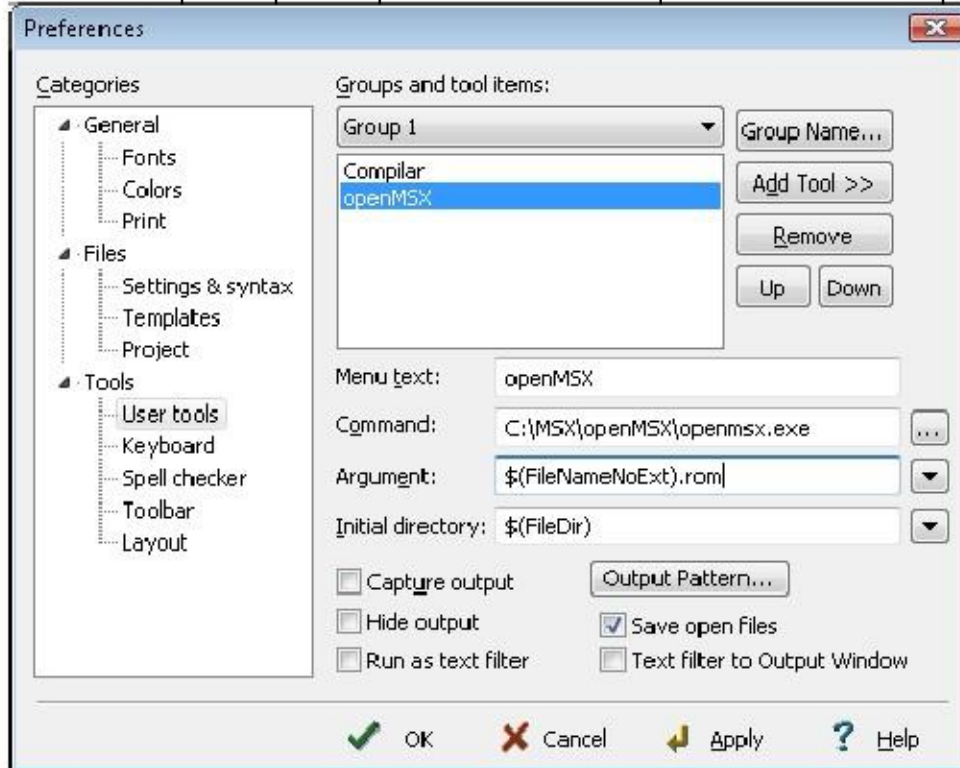 Preferences
Categories
General
Fonts
Colors
Print
Files
Settings & syntax
Templates
Project
Tools
User tools
Keyboard
Spell checker
Toolbar
Layout
Groups and tool items:
Group 1
Group Name...
Compilar
openMSX
Add Tool >>
Remove
Up Down
Menu text: openMSX
Command: C:\MSX\openMSX\openmsx.exe ...
Argument: $(FileNameNoExt).rom
Initial directory: $(FileDir)
Capture output Output Pattern...
Hide output Save open files
Run as text filter Text filter to Output Window
OK Cancel Apply ? Help